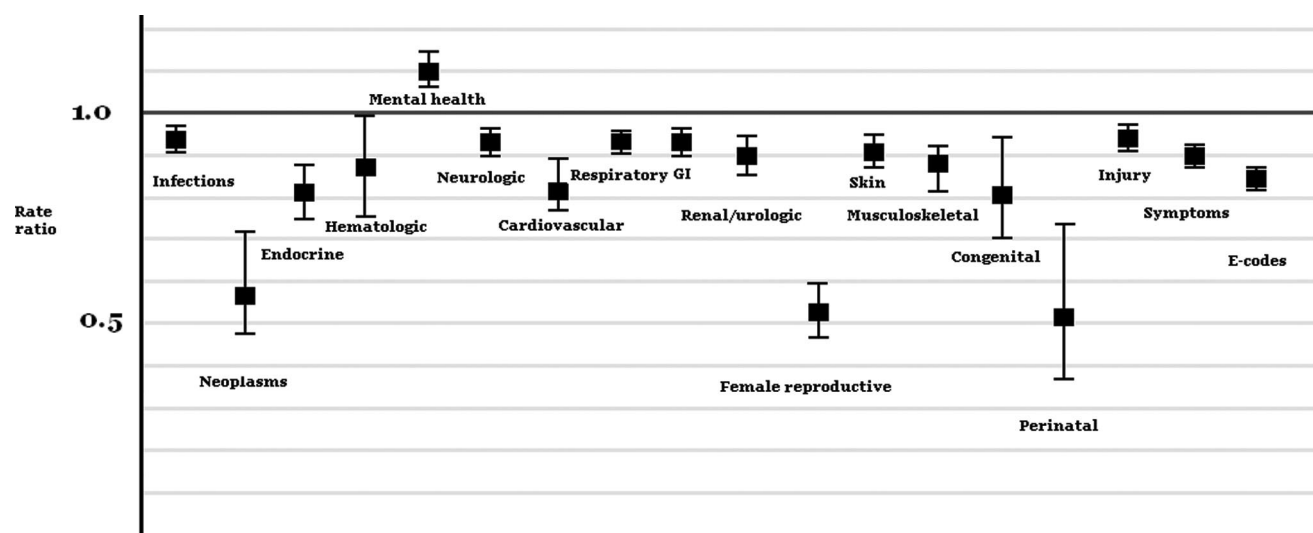 1.0
Mental health
Infections
Neurologic
Respiratory GI
Injury
Skin
Rate
ratio
Hematologic
Cardiovascular
Renal/urologic
Musculoskeletal
Symptoms
Endocrine
Congenital
E-codes
0.5
Neoplasms
Female reproductive
Perinatal